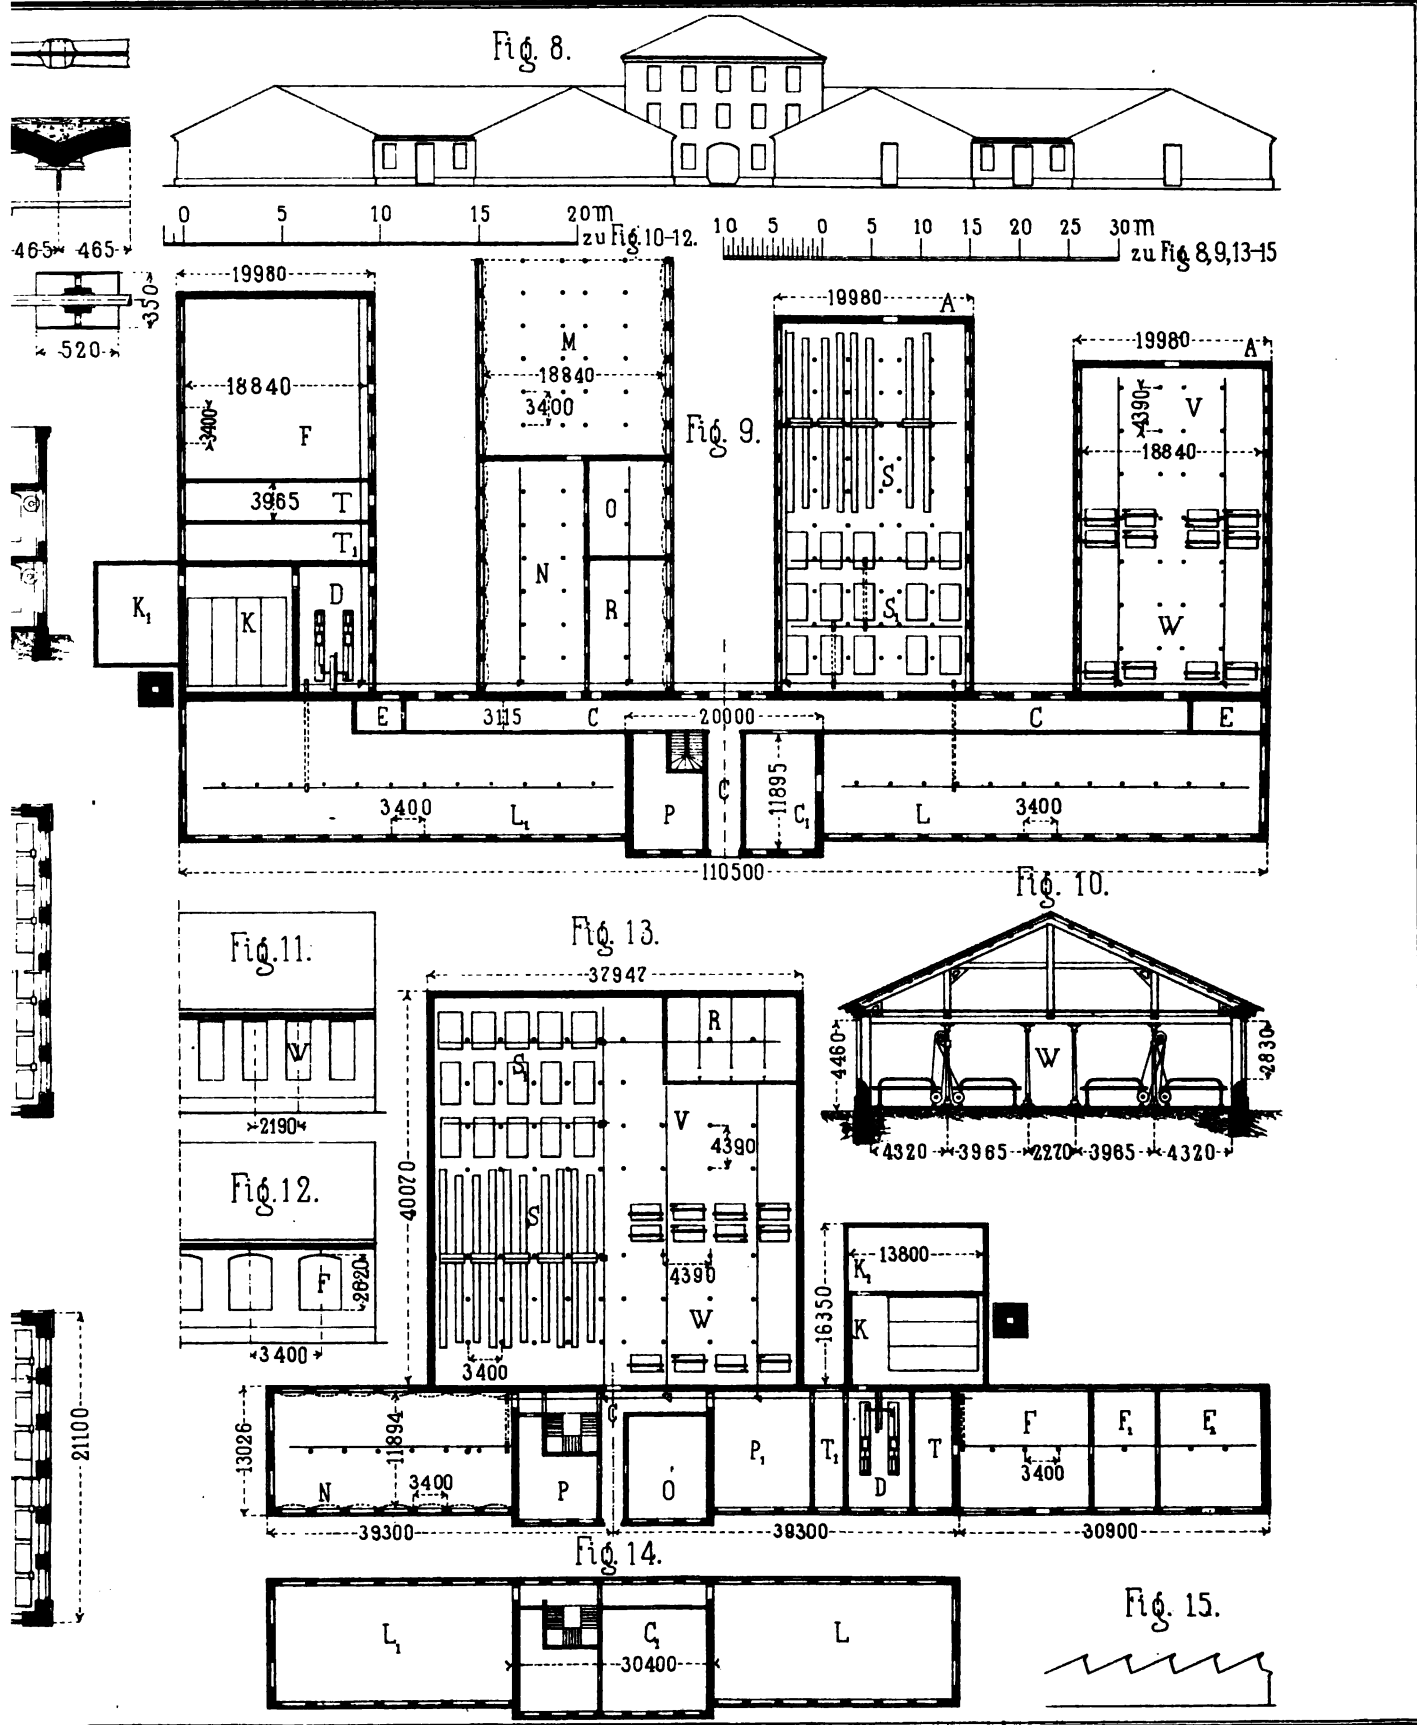 Fig. 8.
0 5 10 15 20m
zu Fig. 10-12.
10 5 0 5 10 15 20 25 30m
zu Fig. 8, 9, 13-15
465 465
350
520
19980
18840
3400
F
3965
T
T₁
K₁
K
D
M
18840
3400
N
O
R
Fig. 9.
19980
A
S
S₁
19980
A
4390
V
18840
W
E
3115
C
20000
C
E
3400
L₁
P
C
11895
C₁
L
3400
110500
Fig. 10.
4460
W
2830
4320 3965 2270 3965 4320
Fig. 11.
W
2190
Fig. 12.
F
2620
3400
Fig. 13.
37947
40070
S₁
R
V
4390
S
4390
W
3400
16350
13800
K₁
K
13026
11894
3400
N
C
P
O
P₁
T₁
D
T
F
3400
F₁
E₁
39300 39300 30900
21100
Fig. 14.
L₁
C₁
30400
L
Fig. 15.